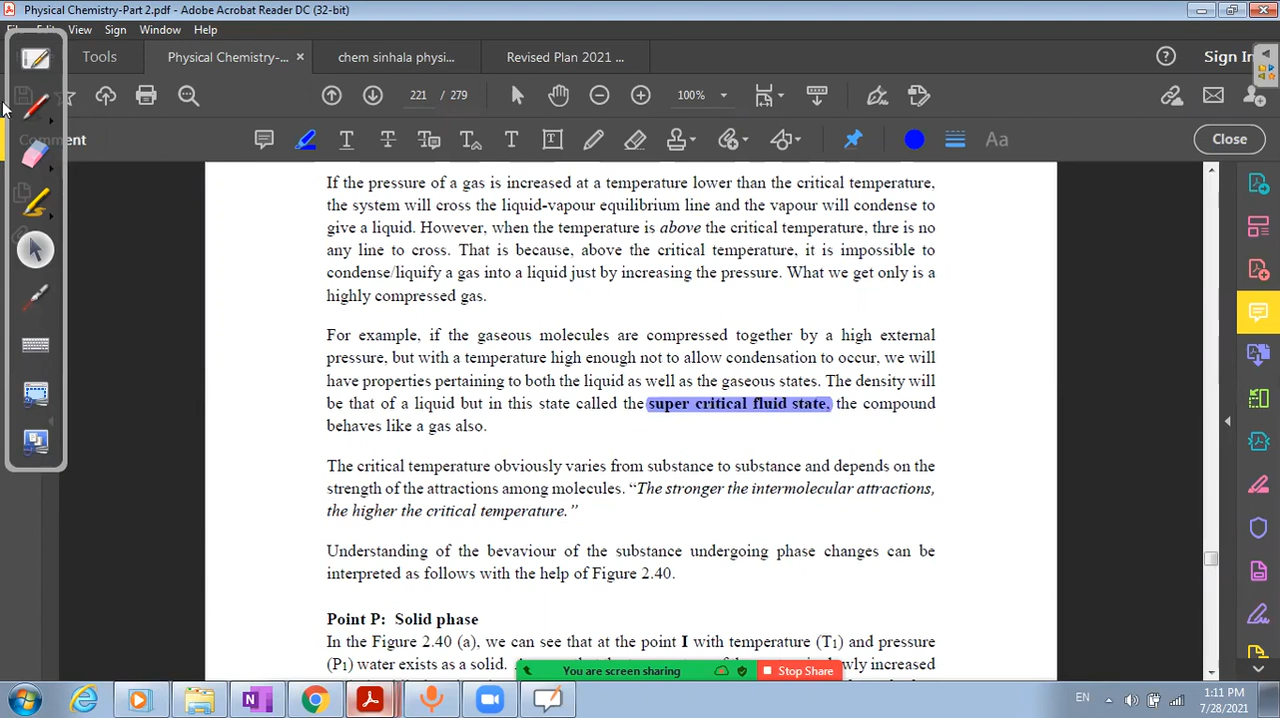 Physical Chemistry-Part 2.pdf - Adobe Acrobat Reader DC (32-bit)
View Sign Window Help
Tools Physical Chemistry-... × chem sinhala physi... Revised Plan 2021 ... Sign In
221 / 279 100%
Comment Close
If the pressure of a gas is increased at a temperature lower than the critical temperature,
the system will cross the liquid-vapour equilibrium line and the vapour will condense to
give a liquid. However, when the temperature is above the critical temperature, thre is no
any line to cross. That is because, above the critical temperature, it is impossible to
condense/liquify a gas into a liquid just by increasing the pressure. What we get only is a
highly compressed gas.
For example, if the gaseous molecules are compressed together by a high external
pressure, but with a temperature high enough not to allow condensation to occur, we will
have properties pertaining to both the liquid as well as the gaseous states. The density will
be that of a liquid but in this state called the super critical fluid state, the compound
behaves like a gas also.
The critical temperature obviously varies from substance to substance and depends on the
strength of the attractions among molecules. “The stronger the intermolecular attractions,
the higher the critical temperature.”
Understanding of the bevaviour of the substance undergoing phase changes can be
interpreted as follows with the help of Figure 2.40.
Point P: Solid phase
In the Figure 2.40 (a), we can see that at the point I with temperature (T1) and pressure
(P1) water exists as a solid.
You are screen sharing Stop Share
EN 1:11 PM
7/28/2021